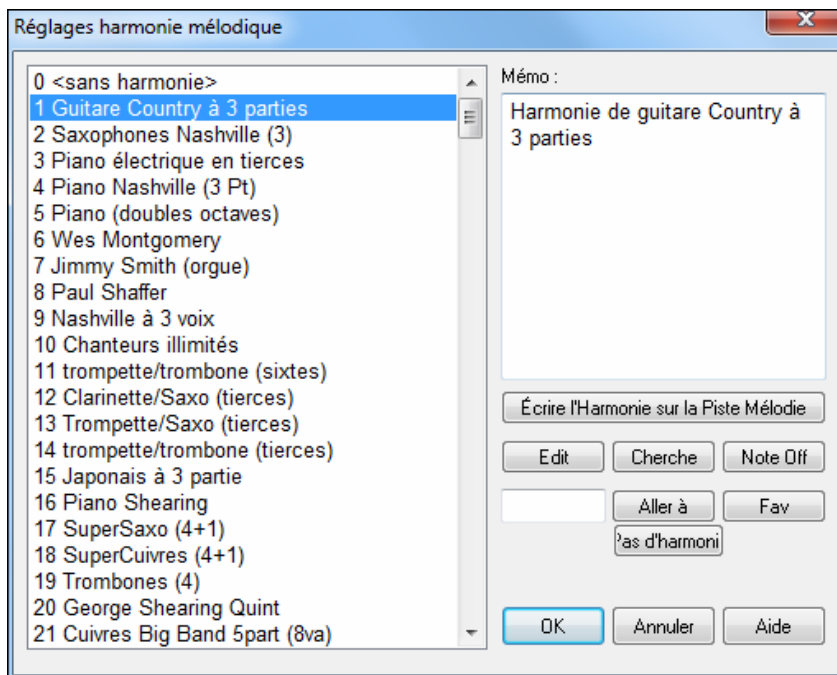 Réglages harmonie mélodique
0 <sans harmonie>
1 Guitare Country à 3 parties
2 Saxophones Nashville (3)
3 Piano électrique en tierces
4 Piano Nashville (3 Pt)
5 Piano (doubles octaves)
6 Wes Montgomery
7 Jimmy Smith (orgue)
8 Paul Shaffer
9 Nashville à 3 voix
10 Chanteurs illimités
11 trompette/trombone (sixtes)
12 Clarinette/Saxo (tierces)
13 Trompette/Saxo (tierces)
14 trompette/trombone (tierces)
15 Japonais à 3 partie
16 Piano Shearing
17 SuperSaxo (4+1)
18 SuperCuivres (4+1)
19 Trombones (4)
20 George Shearing Quint
21 Cuivres Big Band 5part (8va)
Mémo :
Harmonie de guitare Country à
3 parties
Écrire l'Harmonie sur la Piste Mélodie
Edit Cherche Note Off
Aller à Fav
Pas d'harmoni
OK Annuler Aide